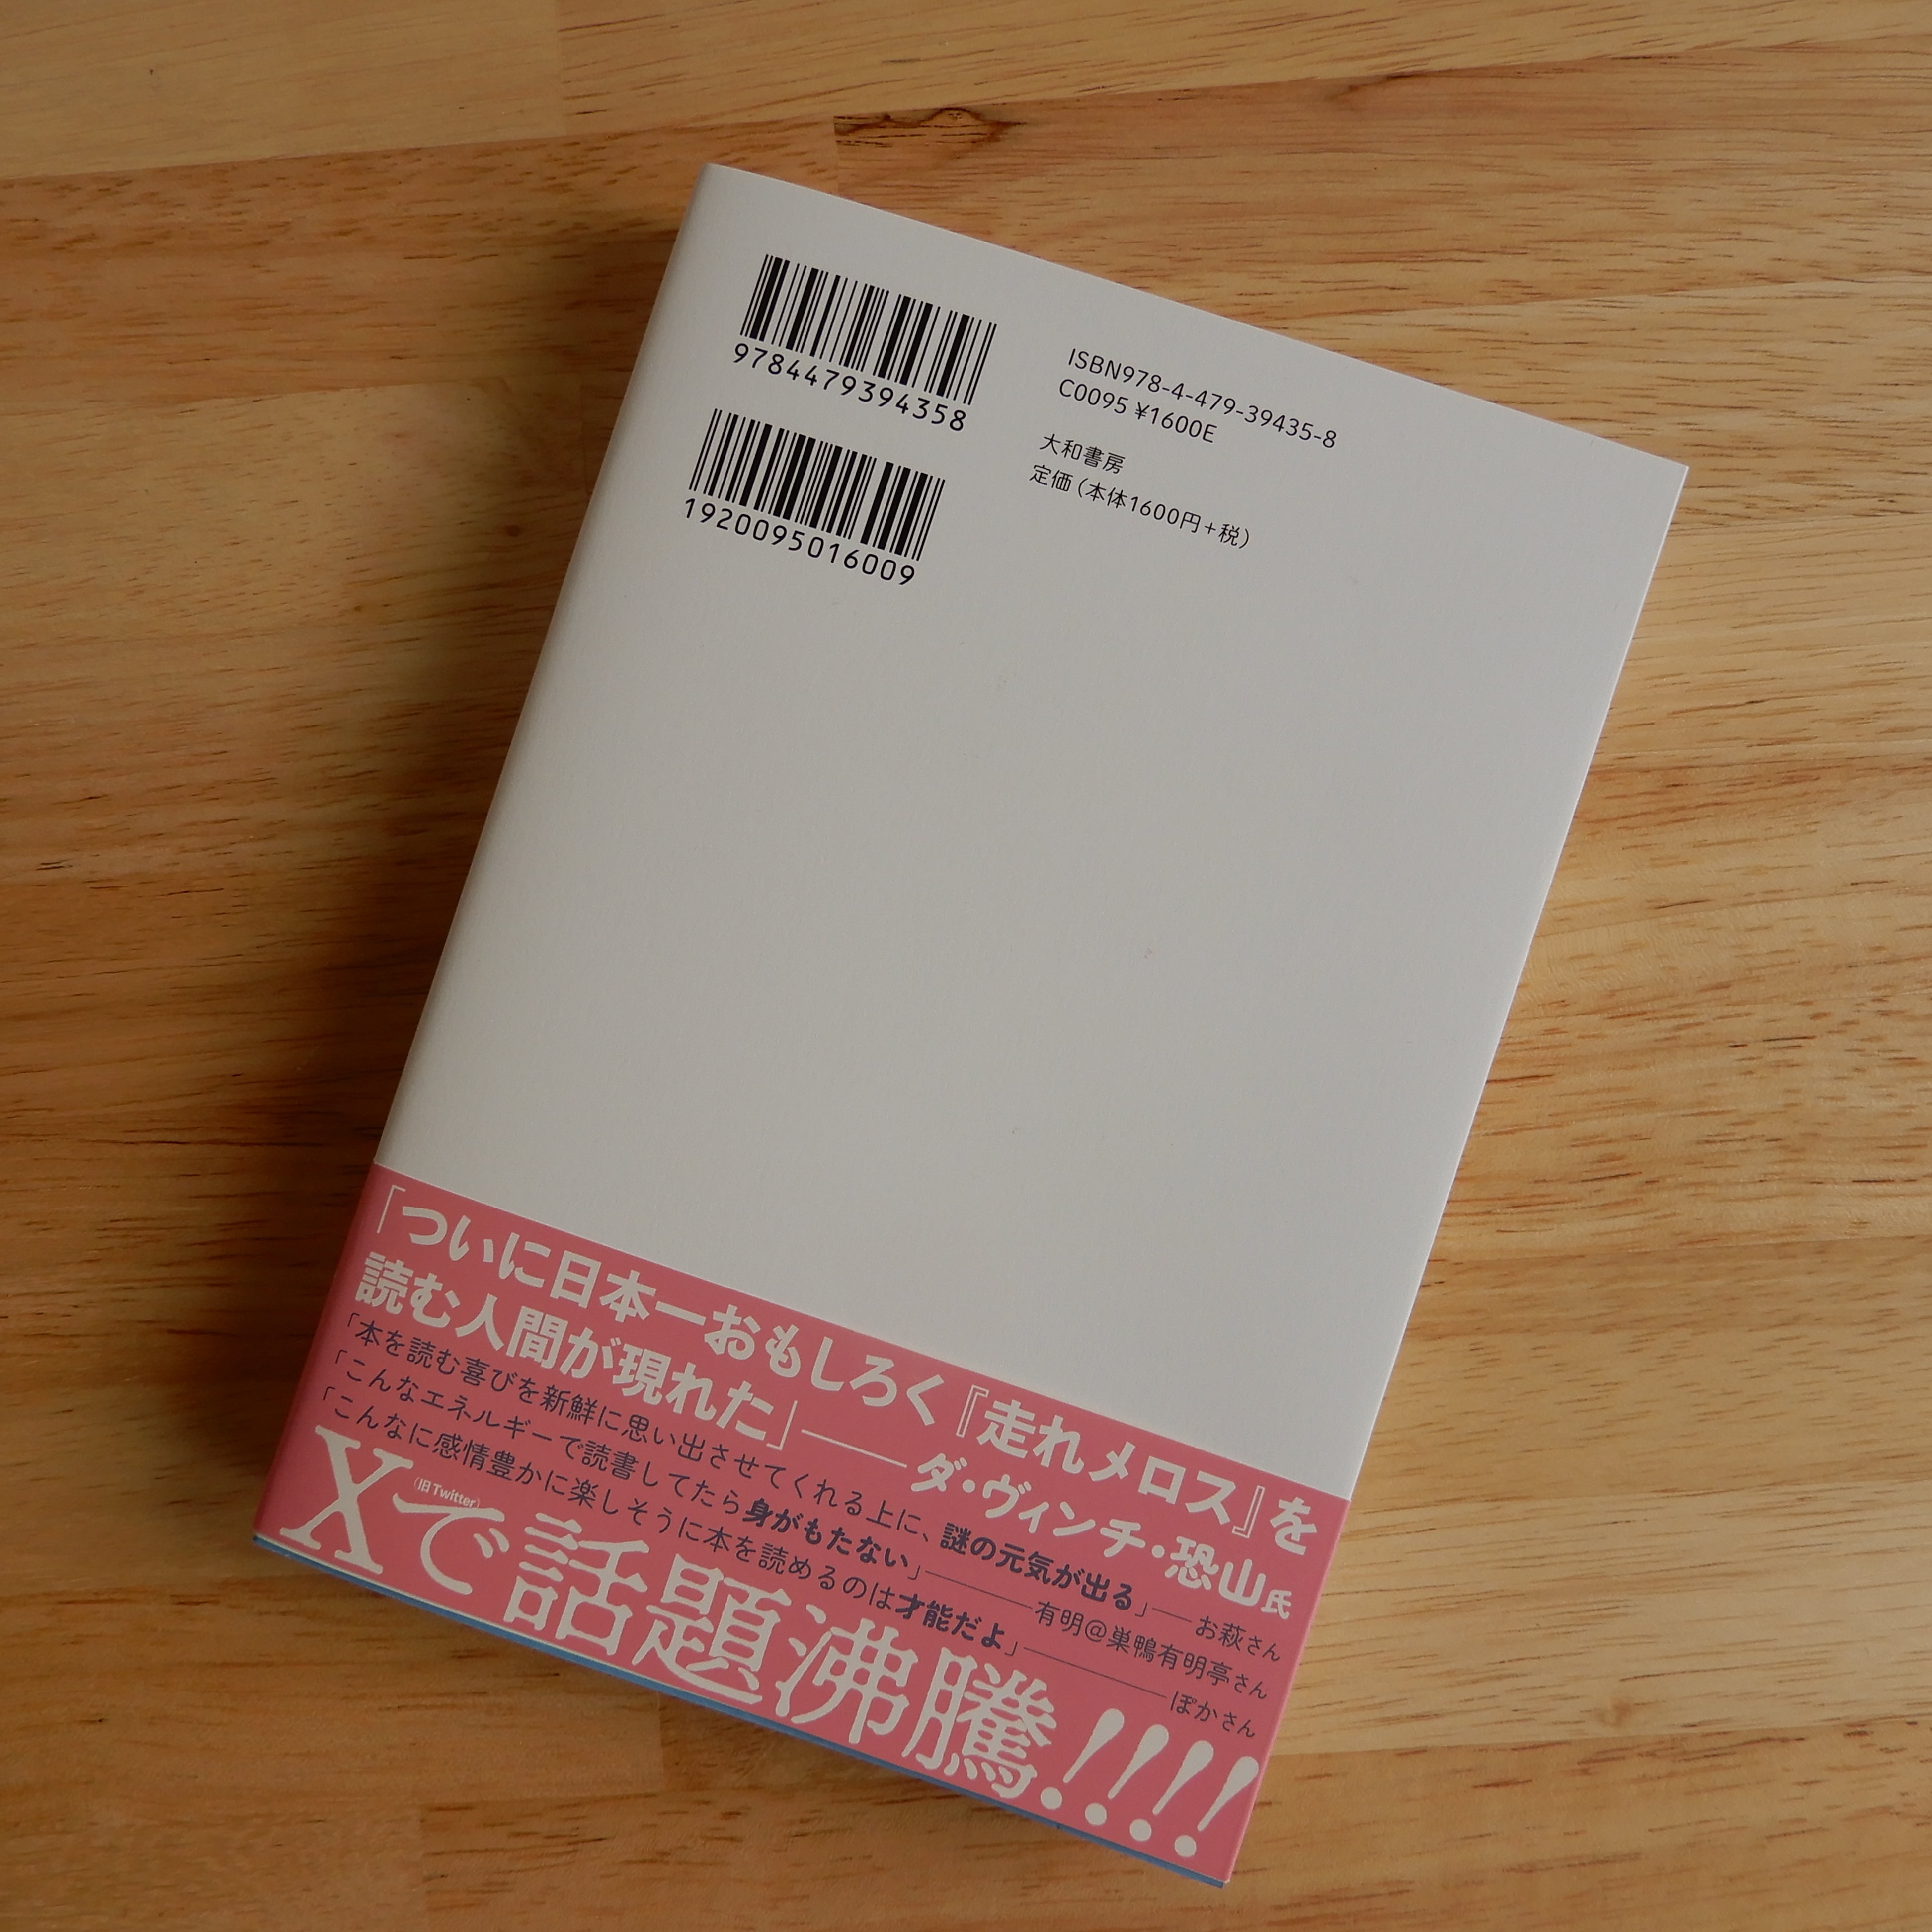 9784479394358
1920095016009
ISBN978-4-479-39435-8
C0095 ¥1600E
大和書房
定価(本体1600円+税)
「ついに日本一おもしろく『走れメロス』を
読む人間が現れた」――ダ・ヴィンチ・恐山氏
「本を読む喜びを新鮮に思い出させてくれる上に、謎の元気が出る」――お萩さん
「こんなエネルギーで読書してたら身がもたない」――有明@巣鴨有明亭さん
「こんなに感情豊かに楽しそうに本を読めるのは才能だよ」――ぽかさん
X(旧Twitter)で話題沸騰!!!!